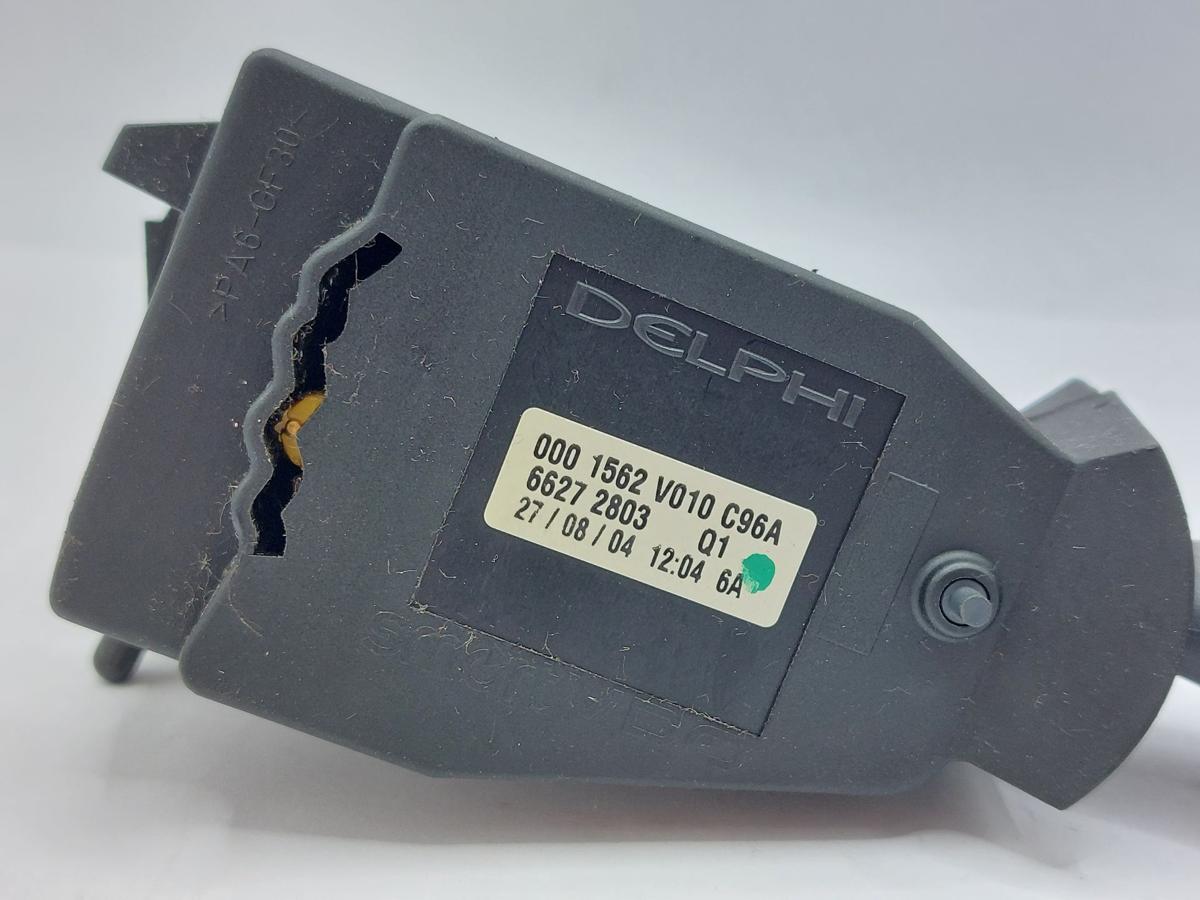 >PA6-GF30<
DELPHI
000 1562 V010 C96A
6627 2803 Q1
27 / 08 / 04 12:04 6A